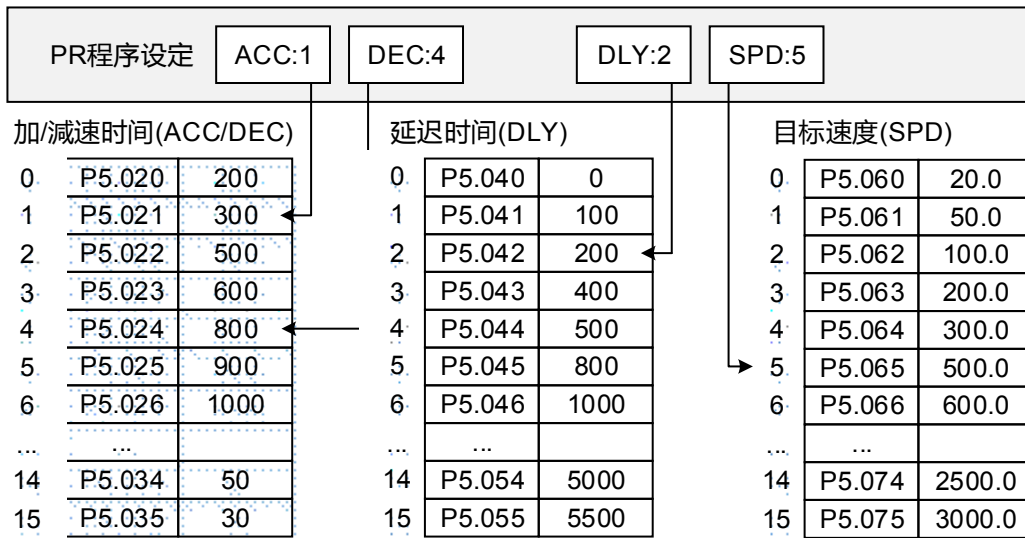 PR程序设定 ACC:1 DEC:4 DLY:2 SPD:5
加/減速时间(ACC/DEC) 延迟时间(DLY) 目标速度(SPD)
0 P5.020 200 0 P5.040 0 0 P5.060 20.0
1 P5.021 300 1 P5.041 100 1 P5.061 50.0
2 P5.022 500 2 P5.042 200 2 P5.062 100.0
3 P5.023 600 3 P5.043 400 3 P5.063 200.0
4 P5.024 800 4 P5.044 500 4 P5.064 300.0
5 P5.025 900 5 P5.045 800 5 P5.065 500.0
6 P5.026 1000 6 P5.046 1000 6 P5.066 600.0
... ... ... ... ... ...
14 P5.034 50 14 P5.054 5000 14 P5.074 2500.0
15 P5.035 30 15 P5.055 5500 15 P5.075 3000.0